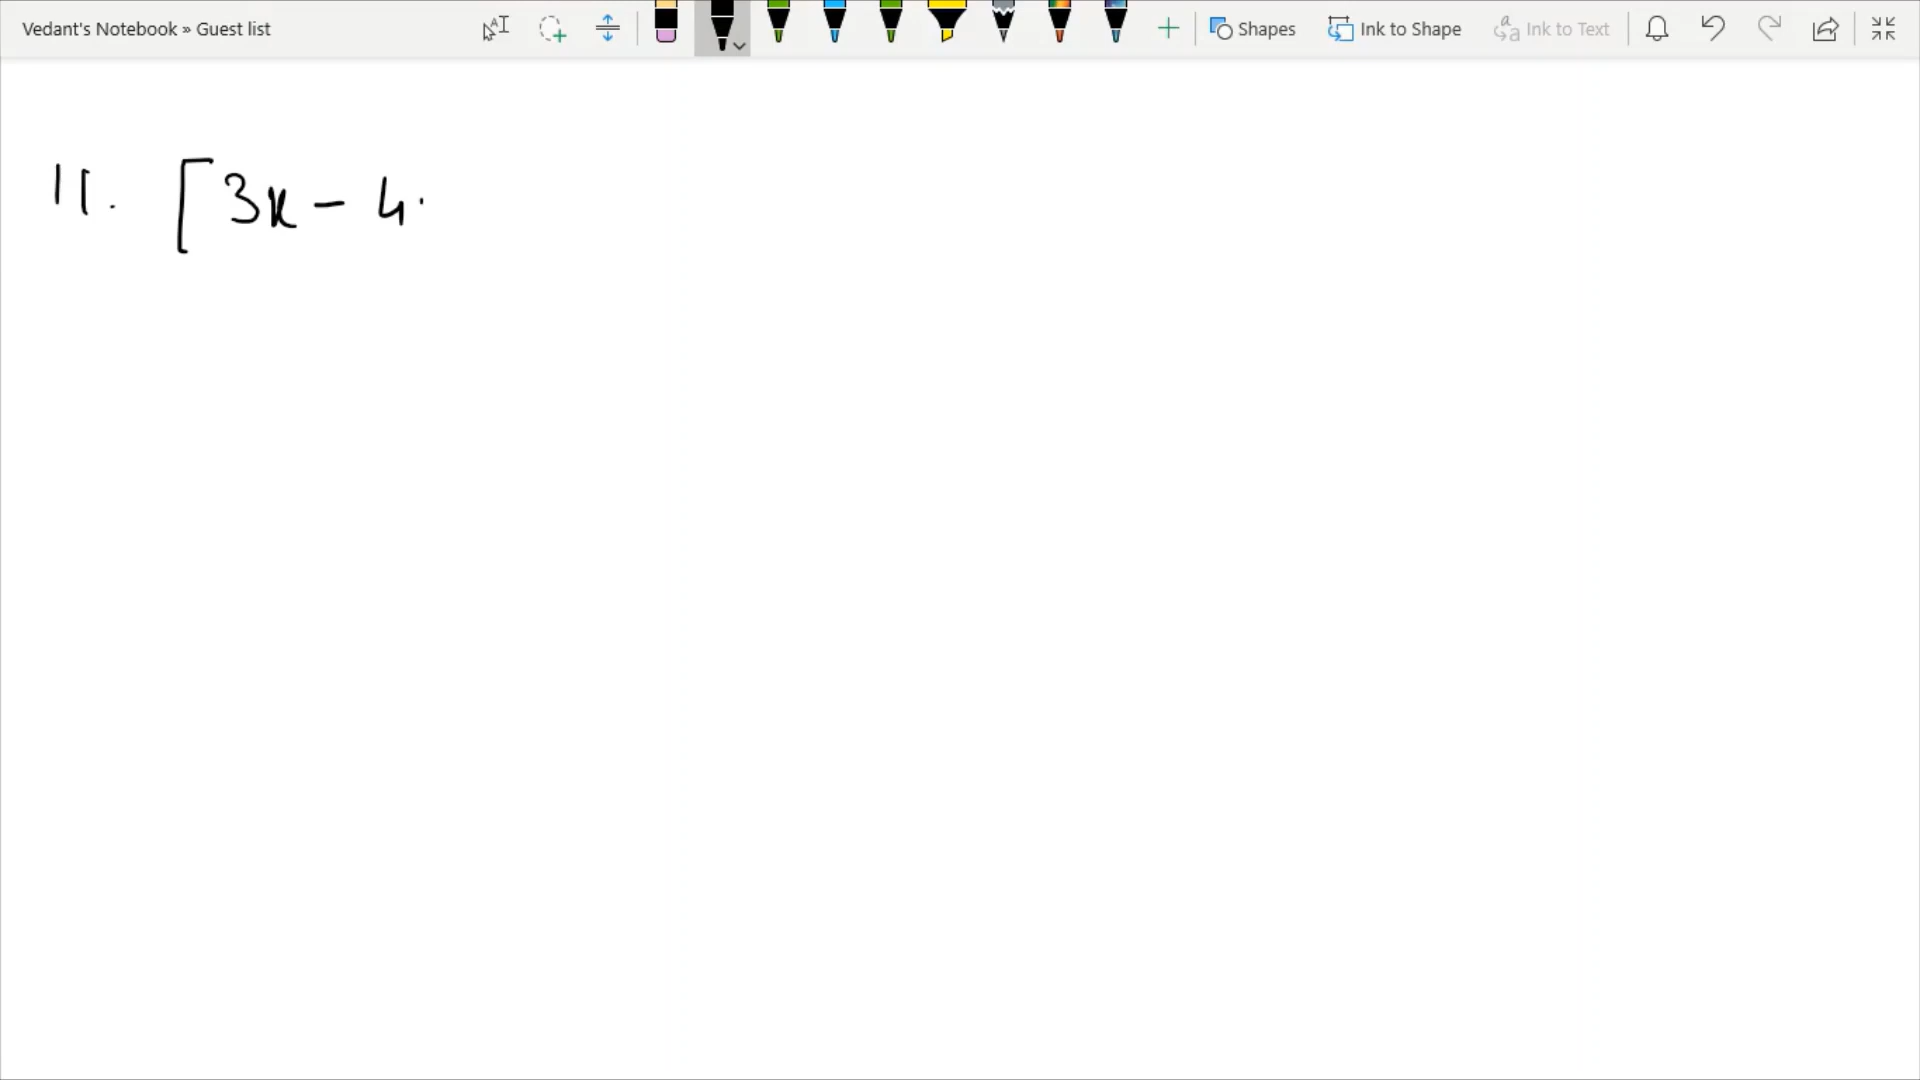 Vedant's Notebook » Guest list Shapes Ink to Shape Ink to Text
11. [3x - 4